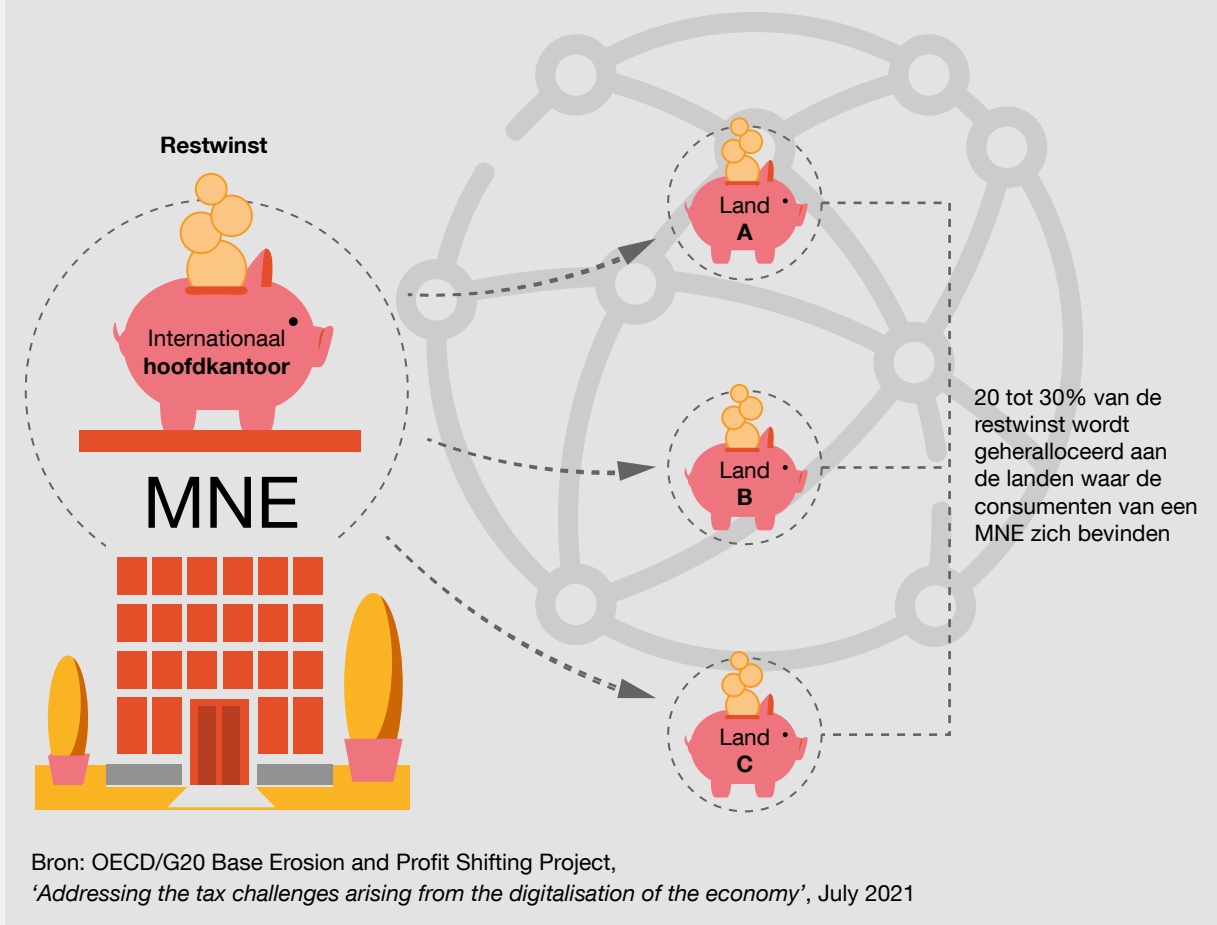 Restwinst
Internationaal
hoofdkantoor
MNE
Land
A
Land
B
Land
C
20 tot 30% van de
restwinst wordt
geheralloceerd aan
de landen waar de
consumenten van een
MNE zich bevinden
Bron: OECD/G20 Base Erosion and Profit Shifting Project,
‘Addressing the tax challenges arising from the digitalisation of the economy’, July 2021